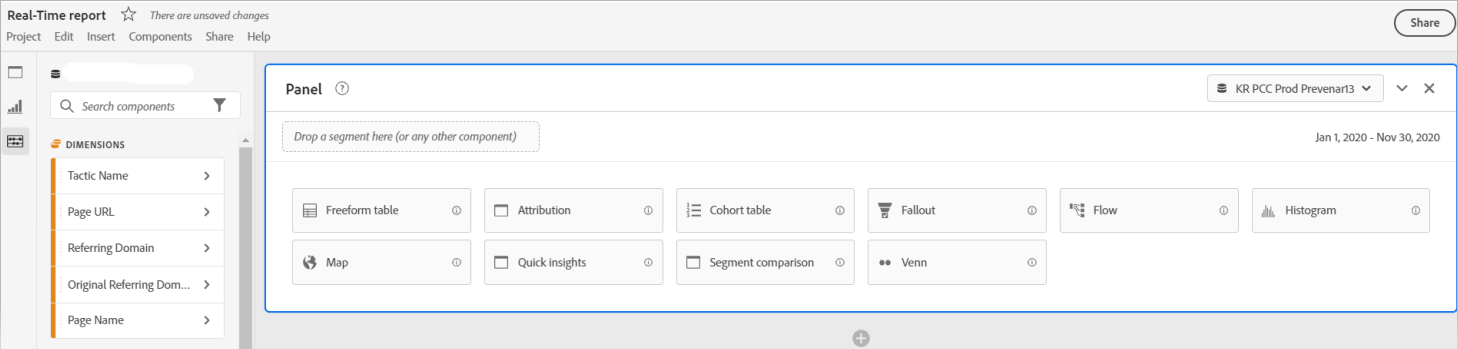 Real-Time report There are unsaved changes
Share
Project Edit Insert Components Share Help
Panel
KR PCC Prod Prevenar13
Search components
Drop a segment here (or any other component)
Jan 1, 2020 - Nov 30, 2020
DIMENSIONS
Tactic Name
Page URL
Referring Domain
Original Referring Dom...
Page Name
Freeform table Attribution Cohort table Fallout Flow Histogram
Map Quick insights Segment comparison Venn